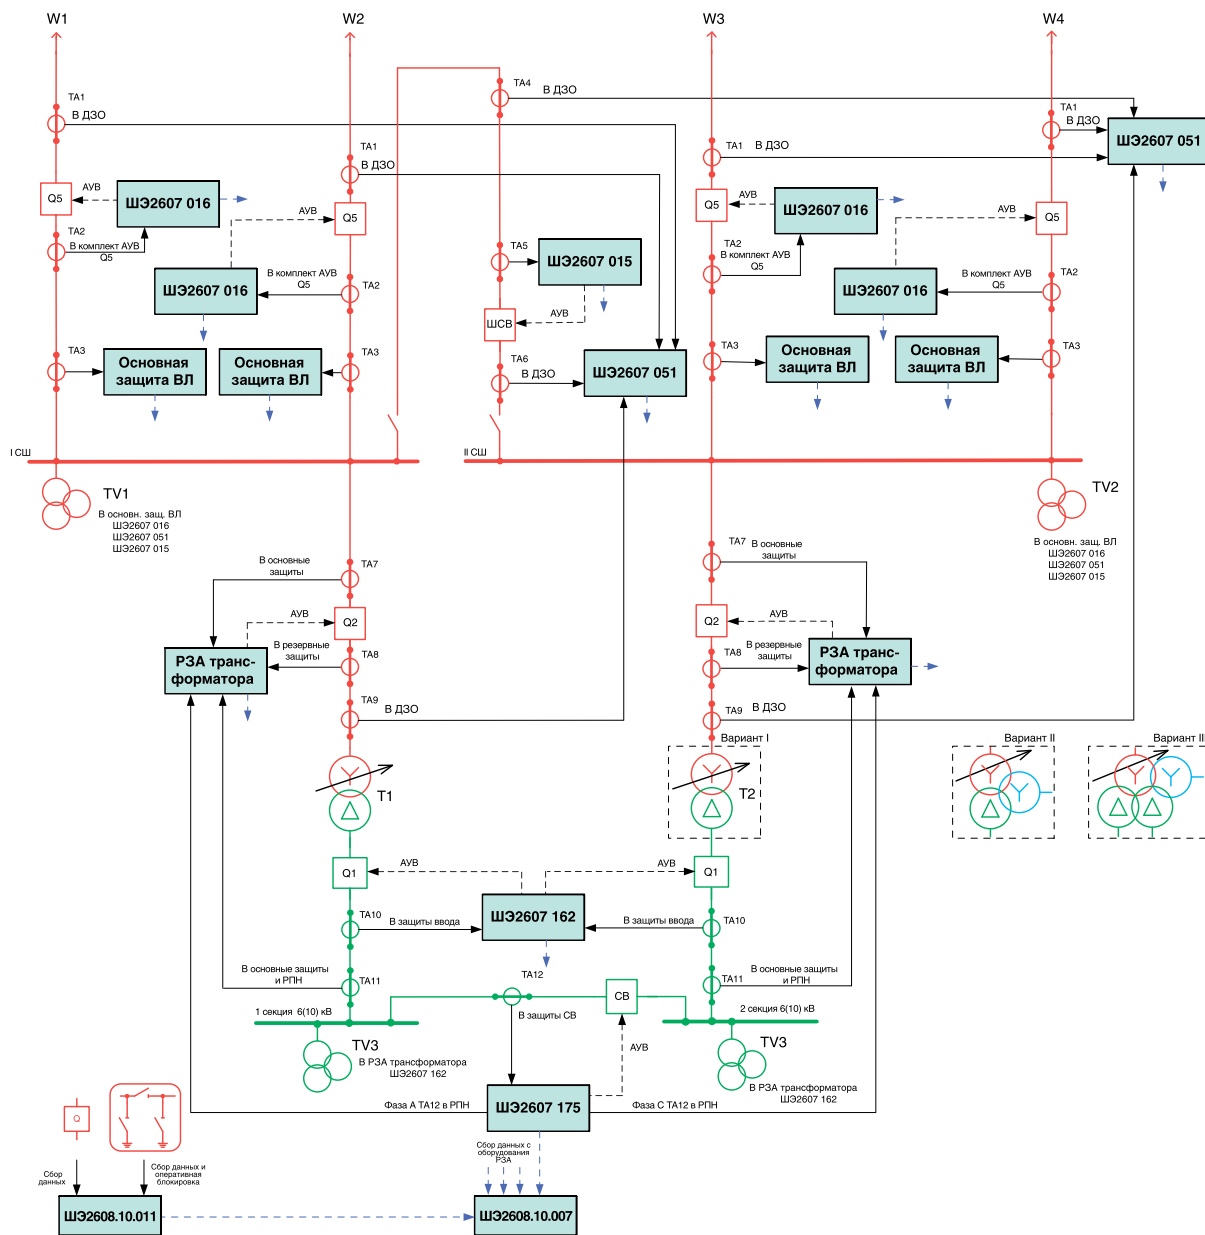 W1
W2
W3
W4
TA1
В ДЗО
TA4
В ДЗО
TA1
В ДЗО
ШЭ2607 051
TA1
В ДЗО
TA1
В ДЗО
Q5
АУВ
ШЭ2607 016
Q5
Q5
АУВ
ШЭ2607 016
Q5
АУВ
АУВ
TA2
В комплект АУВ
Q5
TA5
ШЭ2607 015
TA2
В комплект АУВ
Q5
ШЭ2607 016
В комплект АУВ
Q5
TA2
ШЭ2607 016
В комплект АУВ
Q5
TA2
ШСВ
АУВ
TA3
Основная
защита ВЛ
Основная
защита ВЛ
TA3
TA6
В ДЗО
ШЭ2607 051
TA3
Основная
защита ВЛ
Основная
защита ВЛ
TA3
I СШ
II СШ
TV1
В основн. защ. ВЛ
ШЭ2607 016
ШЭ2607 051
ШЭ2607 015
TV2
В основн. защ. ВЛ
ШЭ2607 016
ШЭ2607 051
ШЭ2607 015
В основные
защиты
TA7
TA7
В основные
защиты
АУВ
Q2
Q2
АУВ
РЗА транс-
форматора
В резервные
защиты
TA8
TA8
В резервные
защиты
РЗА транс-
форматора
TA9
В ДЗО
TA9
В ДЗО
Вариант I
Вариант II
Вариант III
T1
T2
Q1
АУВ
АУВ
Q1
ШЭ2607 162
TA10
В защиты ввода
В защиты ввода
TA10
В основные защиты
и РПН
TA11
TA12
TA11
В основные защиты
и РПН
СВ
1 секция 6(10) кВ
В защиты СВ
2 секция 6(10) кВ
TV3
В РЗА трансформатора
ШЭ2607 162
АУВ
TV3
В РЗА трансформатора
ШЭ2607 162
Фаза А ТА12 в РПН
ШЭ2607 175
Фаза С ТА12 в РПН
Q
Сбор
данных
Сбор данных и
оперативная
блокировка
Сбор данных с
оборудования
РЗА
ШЭ2608.10.011
ШЭ2608.10.007